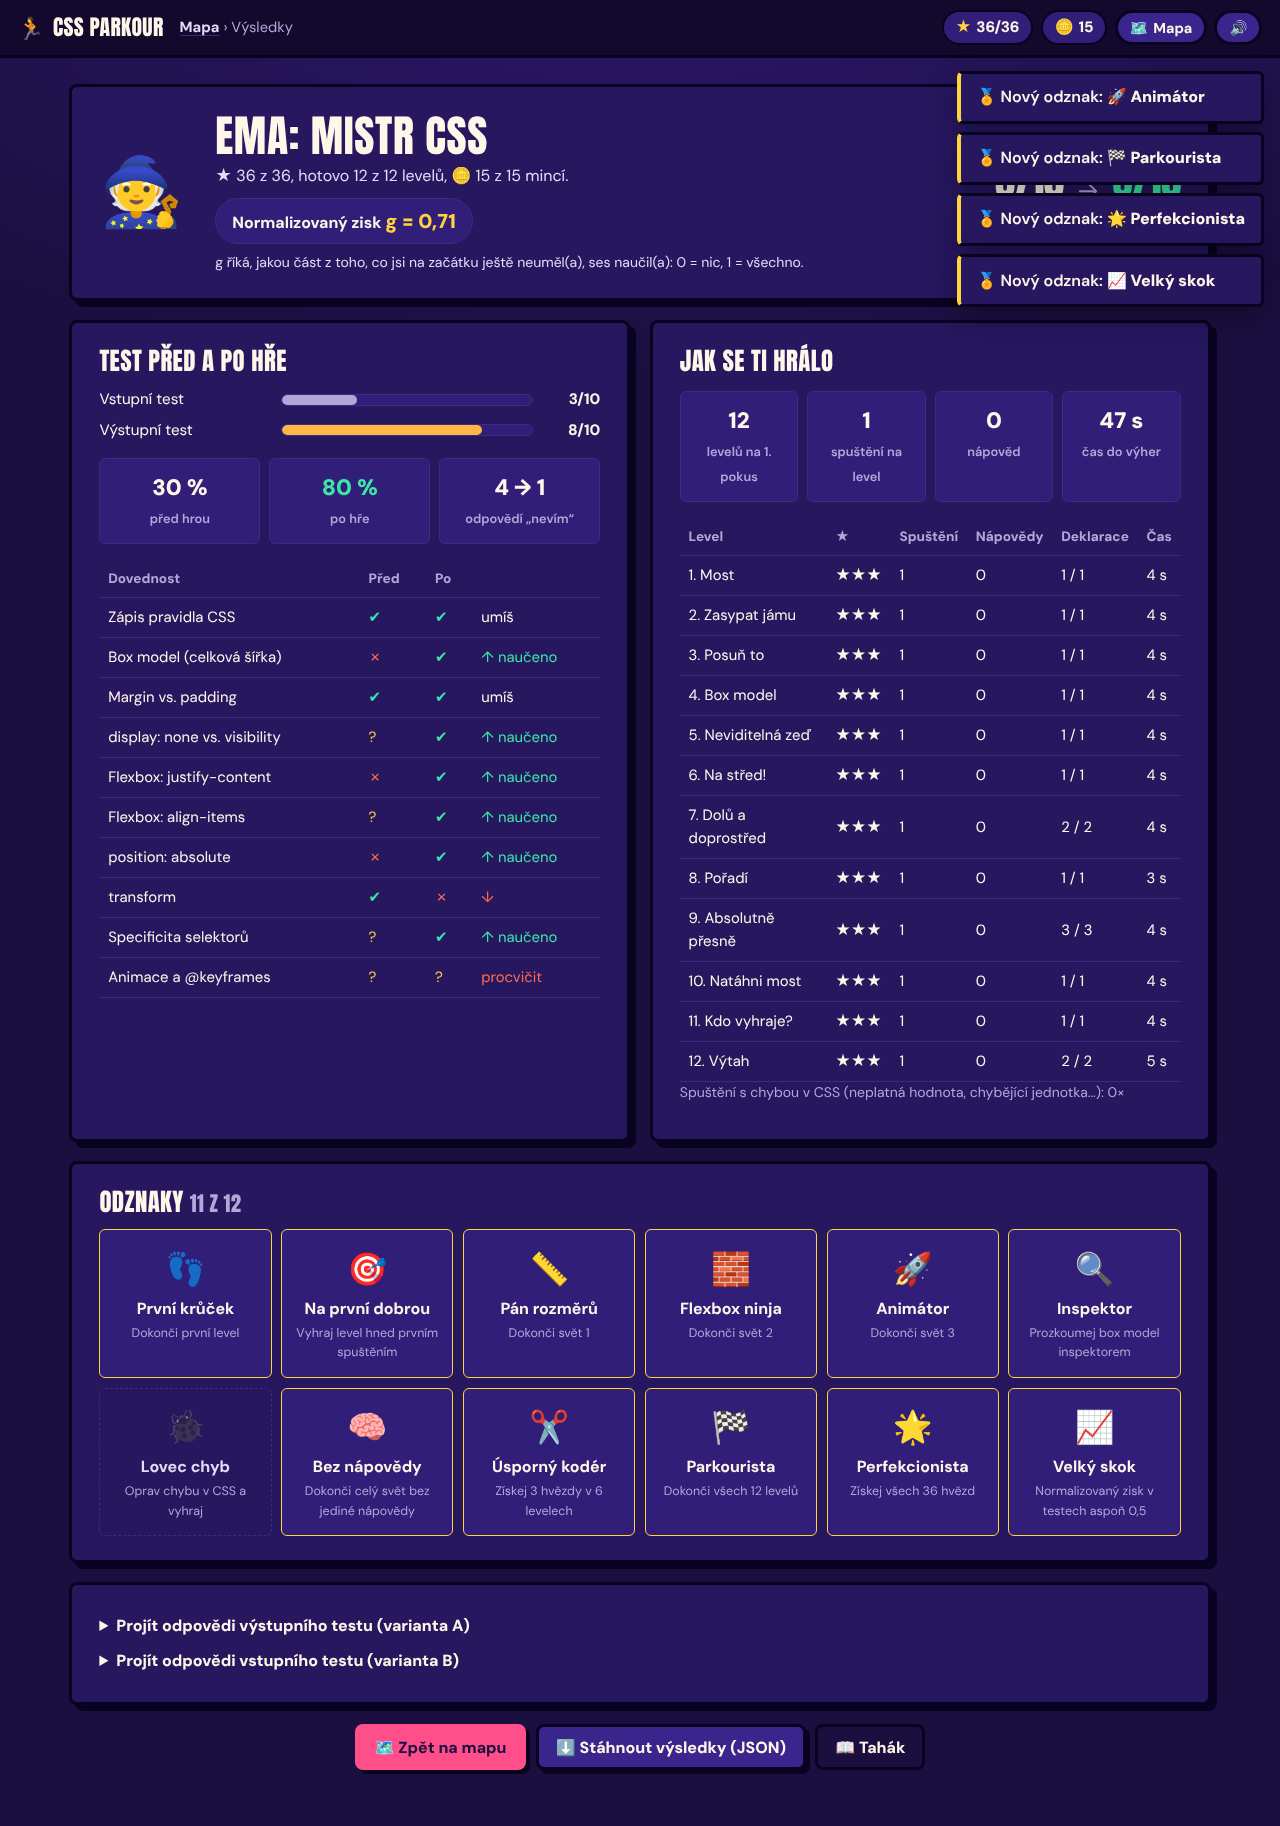 CSS PARKOUR Mapa › Výsledky ★ 36/36 15 Mapa
Nový odznak: Animátor
Nový odznak: Parkourista
Nový odznak: Perfekcionista
Nový odznak: Velký skok
EMA: MISTR CSS
★ 36 z 36, hotovo 12 z 12 levelů, 15 z 15 mincí.
Normalizovaný zisk g = 0,71
g říká, jakou část z toho, co jsi na začátku ještě neuměl(a), ses naučil(a): 0 = nic, 1 = všechno.
TEST PŘED A PO HŘE
Vstupní test 3/10
Výstupní test 8/10
30 % 80 % 4 → 1
před hrou po hře odpovědí „nevím“
Dovednost Před Po
Zápis pravidla CSS ✔ ✔ umíš
Box model (celková šířka) × ✔ ↑ naučeno
Margin vs. padding ✔ ✔ umíš
display: none vs. visibility ? ✔ ↑ naučeno
Flexbox: justify-content × ✔ ↑ naučeno
Flexbox: align-items ? ✔ ↑ naučeno
position: absolute × ✔ ↑ naučeno
transform ✔ × ↓
Specificita selektorů ? ✔ ↑ naučeno
Animace a @keyframes ? ? procvičit
JAK SE TI HRÁLO
12 1 0 47 s
levelů na 1. spuštění na nápověd čas do výher
pokus level
Level ★ Spuštění Nápovědy Deklarace Čas
1. Most ★★★ 1 0 1 / 1 4 s
2. Zasypat jámu ★★★ 1 0 1 / 1 4 s
3. Posuň to ★★★ 1 0 1 / 1 4 s
4. Box model ★★★ 1 0 1 / 1 4 s
5. Neviditelná zeď ★★★ 1 0 1 / 1 4 s
6. Na střed! ★★★ 1 0 1 / 1 4 s
7. Dolů a
doprostřed ★★★ 1 0 2 / 2 4 s
8. Pořadí ★★★ 1 0 1 / 1 3 s
9. Absolutně
přesně ★★★ 1 0 3 / 3 4 s
10. Natáhni most ★★★ 1 0 1 / 1 4 s
11. Kdo vyhraje? ★★★ 1 0 1 / 1 4 s
12. Výtah ★★★ 1 0 2 / 2 5 s
Spuštění s chybou v CSS (neplatná hodnota, chybějící jednotka…): 0×
ODZNAKY 11 Z 12
První krůček Na první dobrou Pán rozměrů Flexbox ninja Animátor Inspektor
Dokonči první level Vyhraj level hned prvním Dokonči svět 1 Dokonči svět 2 Dokonči svět 3 Prozkoumej box model
spuštěním inspektorem
Lovec chyb Bez nápovědy Úsporný kodér Parkourista Perfekcionista Velký skok
Oprav chybu v CSS a Dokonči celý svět bez Získej 3 hvězdy v 6 Dokonči všech 12 levelů Získej všech 36 hvězd Normalizovaný zisk v
vyhraj jediné nápovědy levelech testech aspoň 0,5
Projít odpovědi výstupního testu (varianta A)
Projít odpovědi vstupního testu (varianta B)
Zpět na mapu Stáhnout výsledky (JSON) Tahák